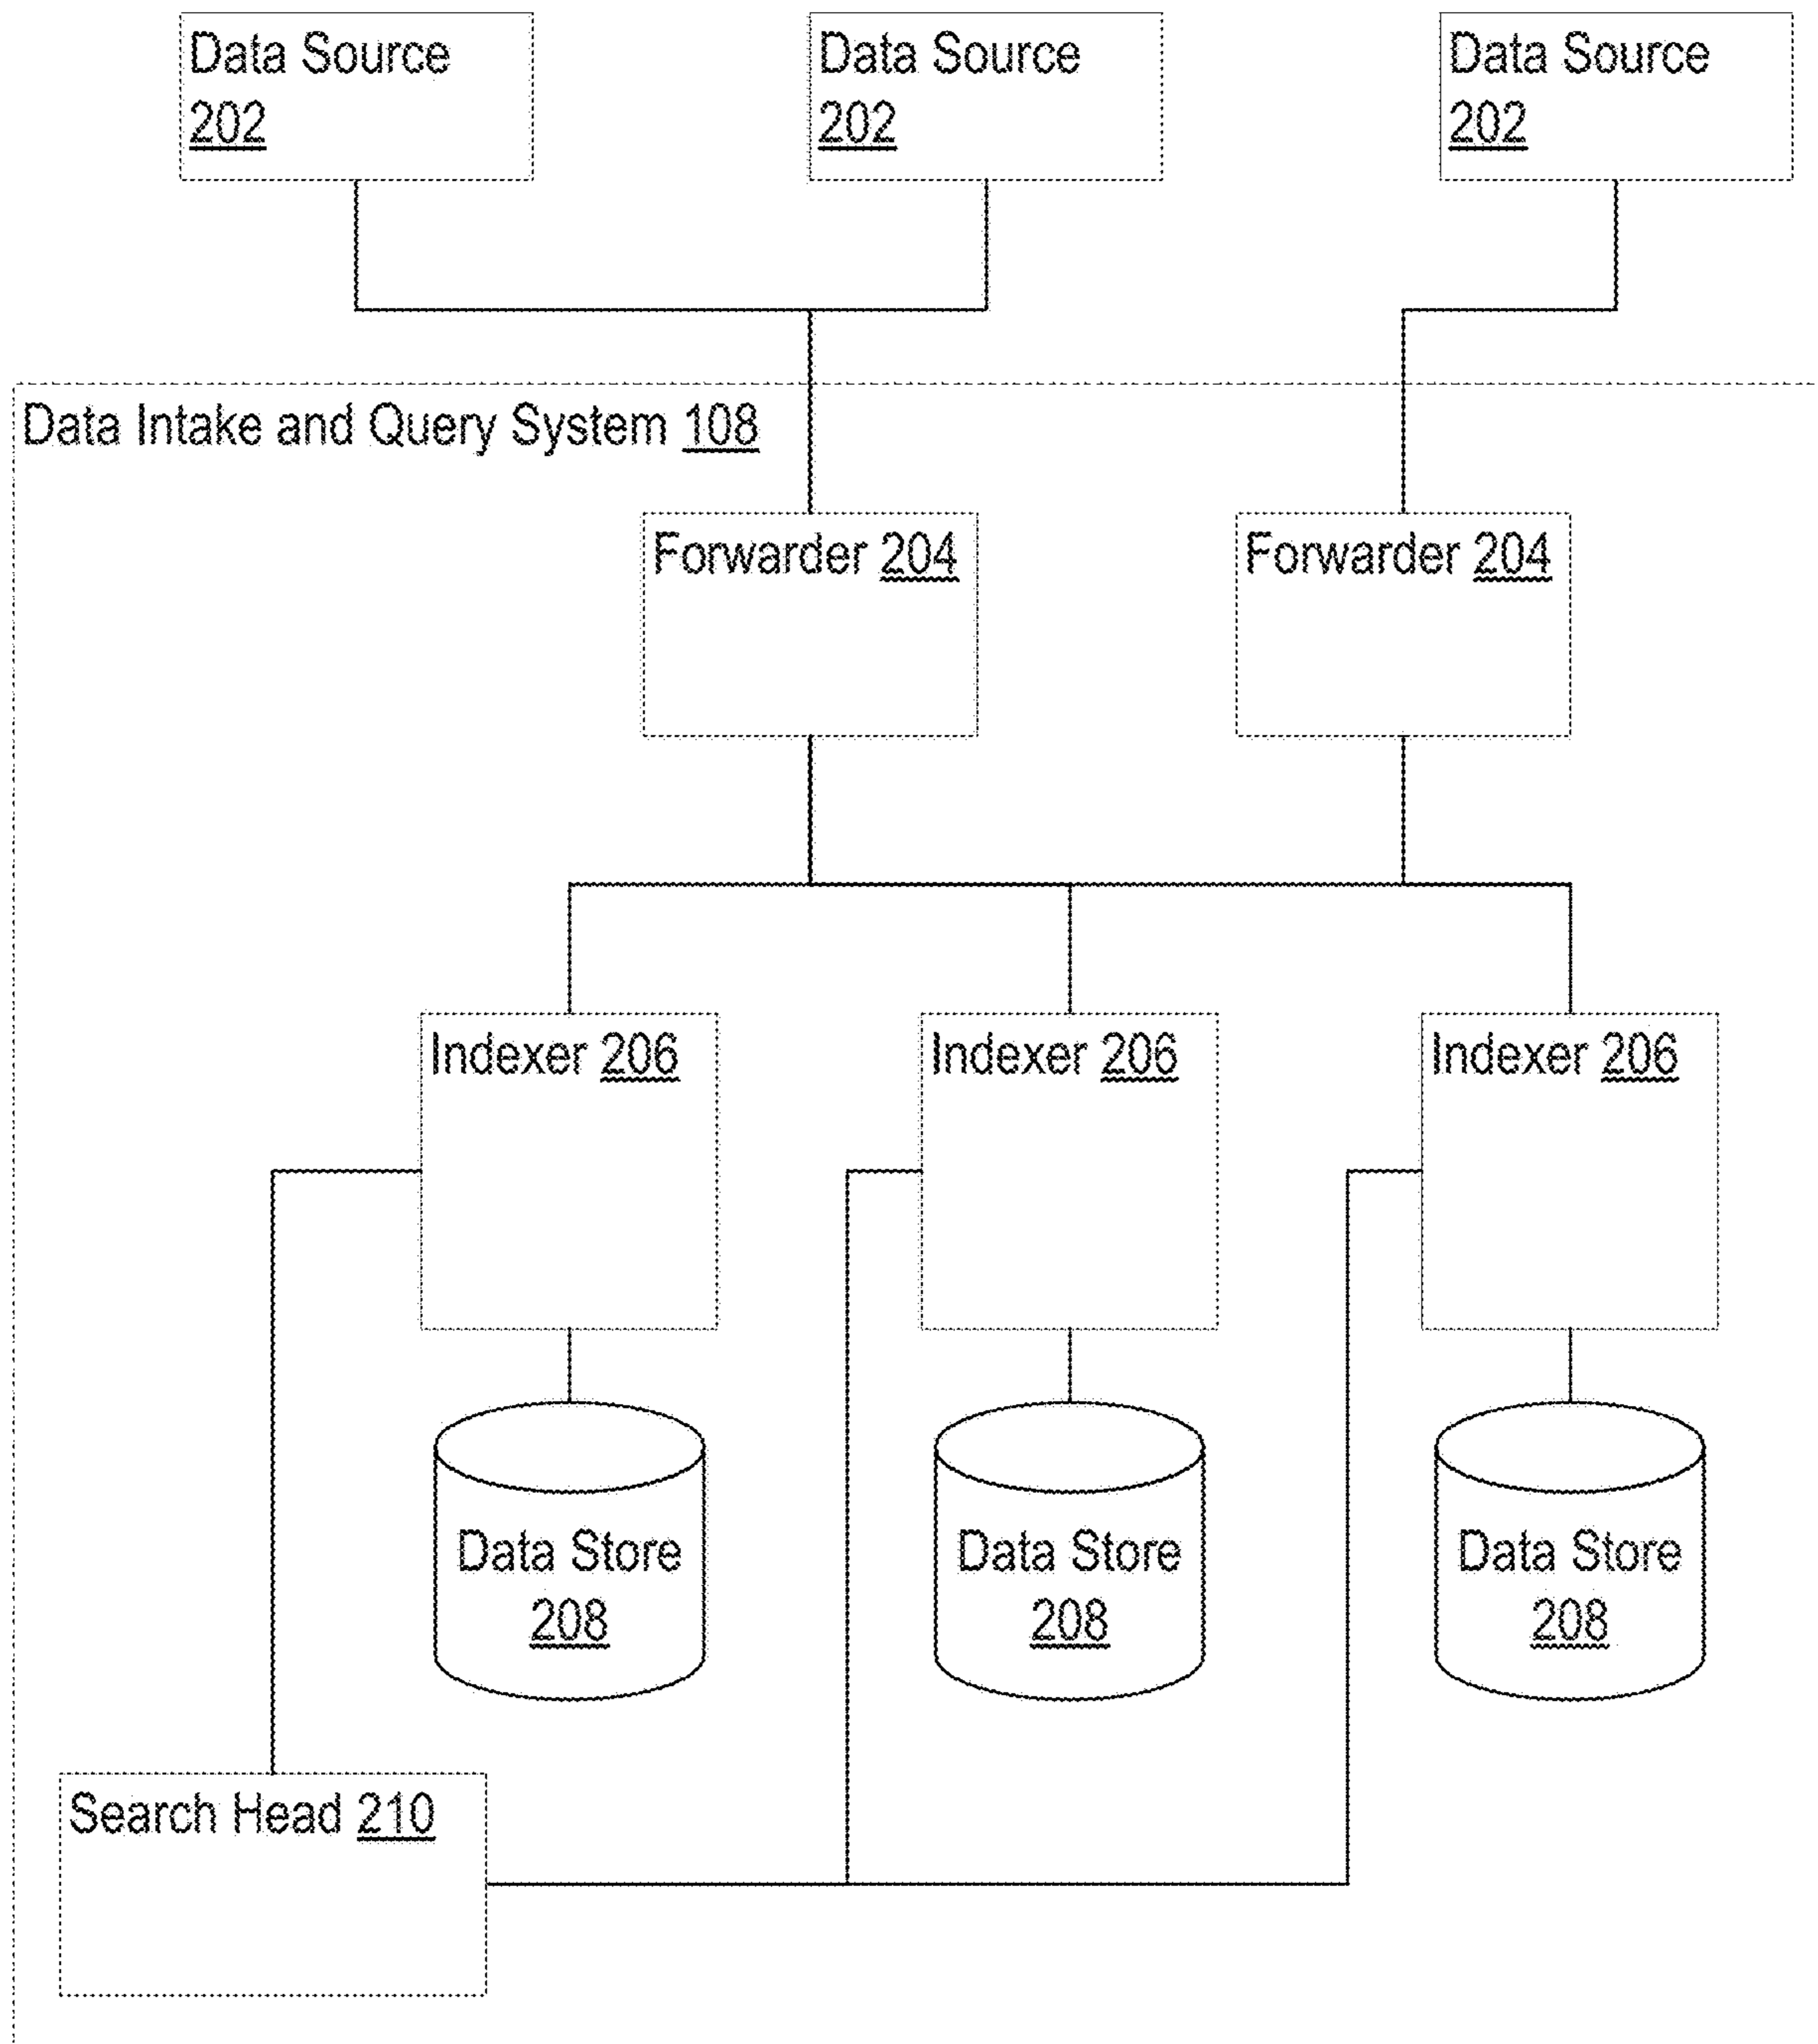 Data Source
202
Data Source
202
Data Source
202
Data Intake and Query System 108
Forwarder 204
Forwarder 204
Indexer 206
Indexer 206
Indexer 206
Data Store
208
Data Store
208
Data Store
208
Search Head 210